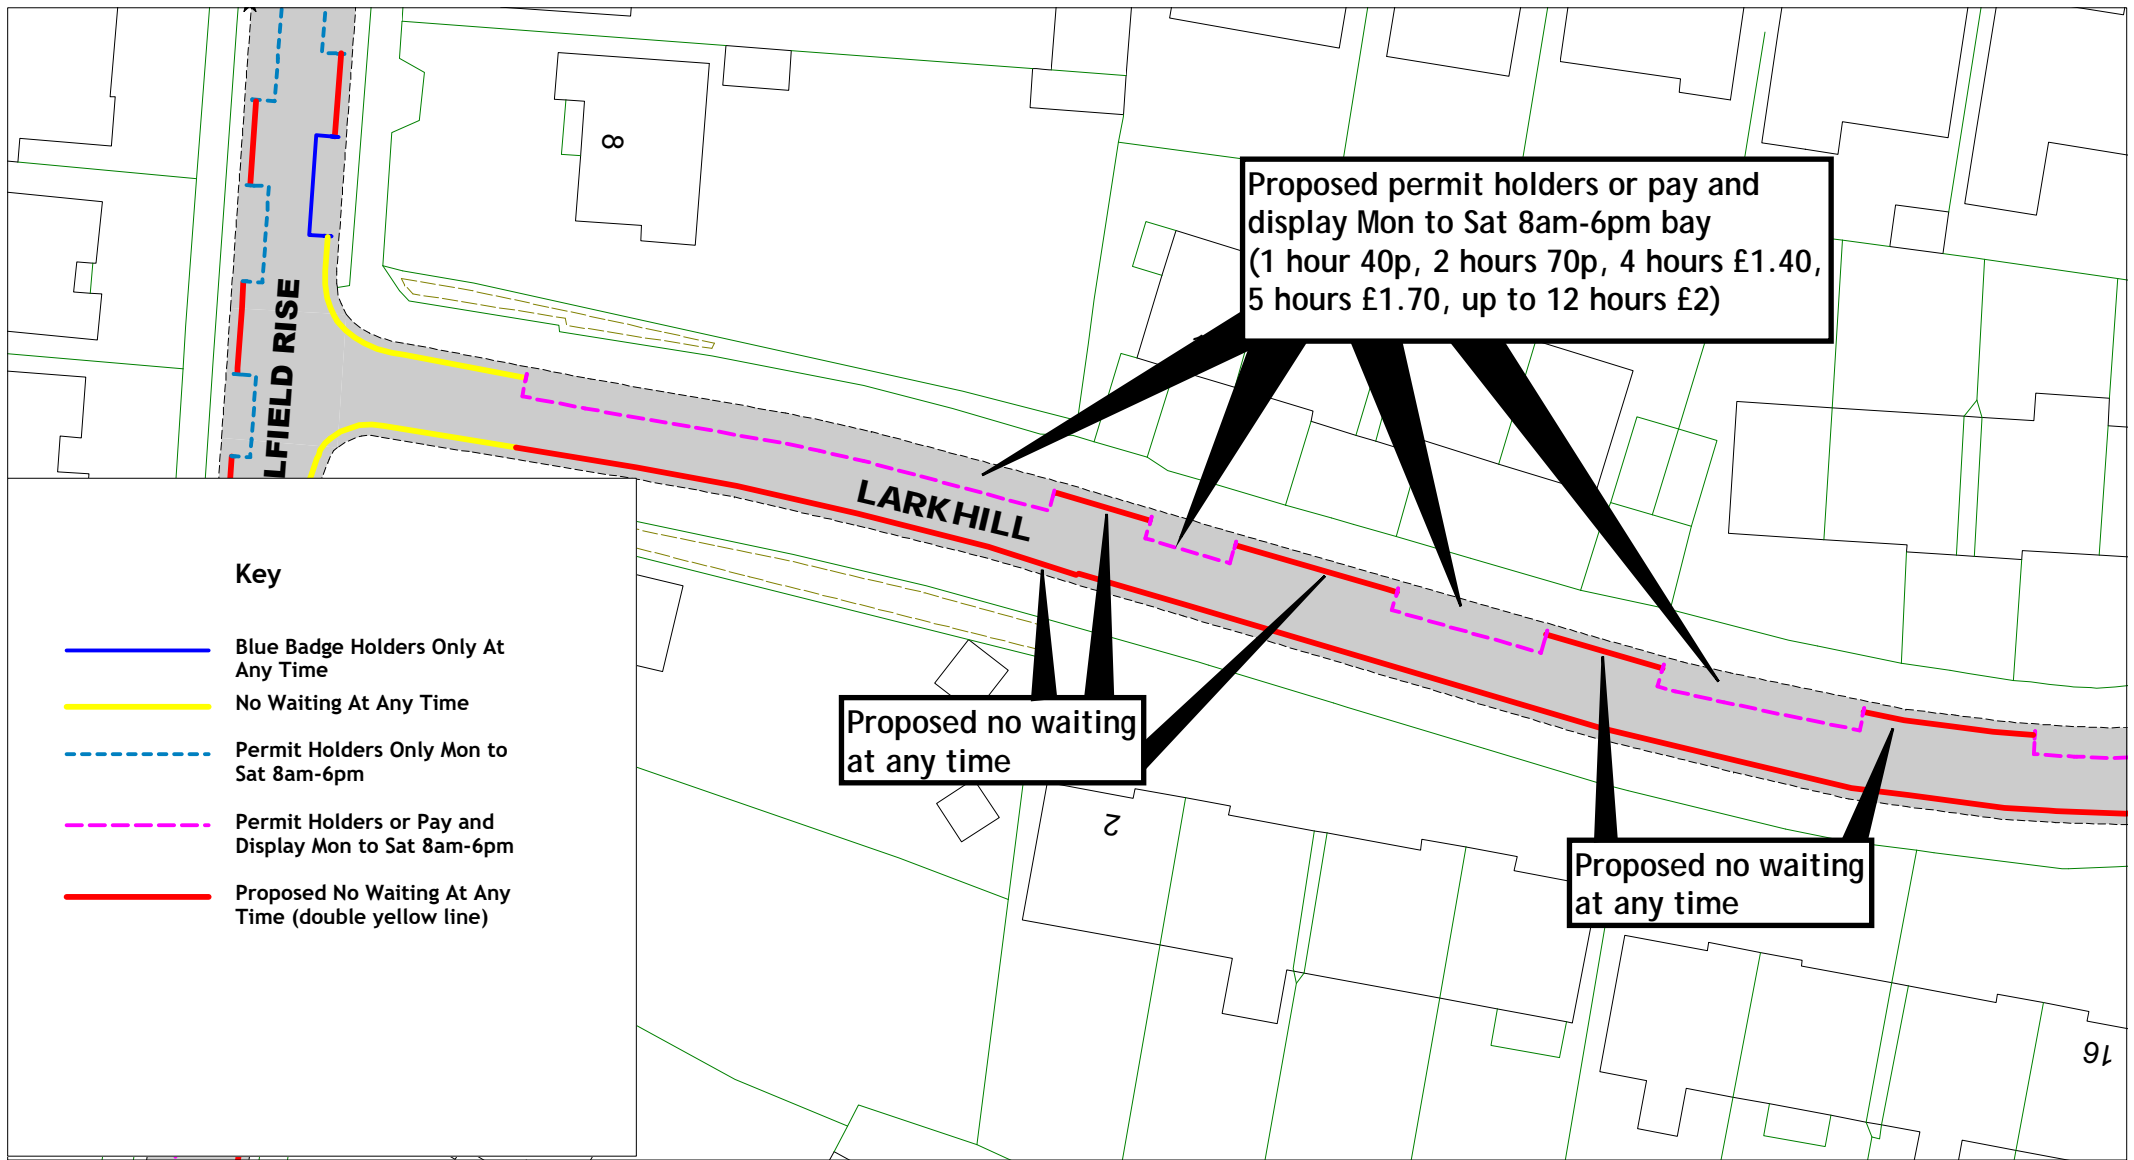 8
Proposed permit holders or pay and
display Mon to Sat 8am-6pm bay
(1 hour 40p, 2 hours 70p, 4 hours £1.40,
5 hours £1.70, up to 12 hours £2)
LFIELD RISE
LARKHILL
Key
Blue Badge Holders Only At
Any Time
No Waiting At Any Time
Permit Holders Only Mon to
Sat 8am-6pm
Permit Holders or Pay and
Display Mon to Sat 8am-6pm
Proposed No Waiting At Any
Time (double yellow line)
Proposed no waiting
at any time
2
Proposed no waiting
at any time
16